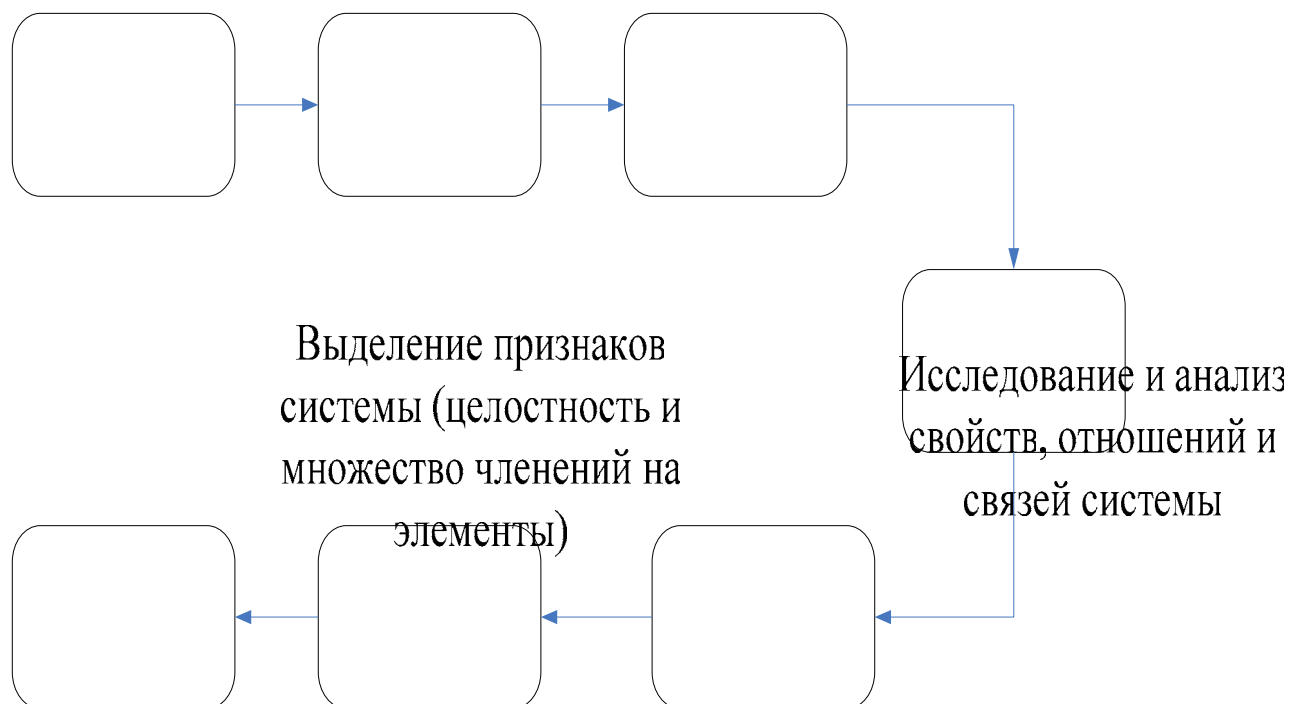 Выделение признаков
системы (целостность и
множество членений на
элементы)
Исследование и анализ
свойств, отношений и
связей системы